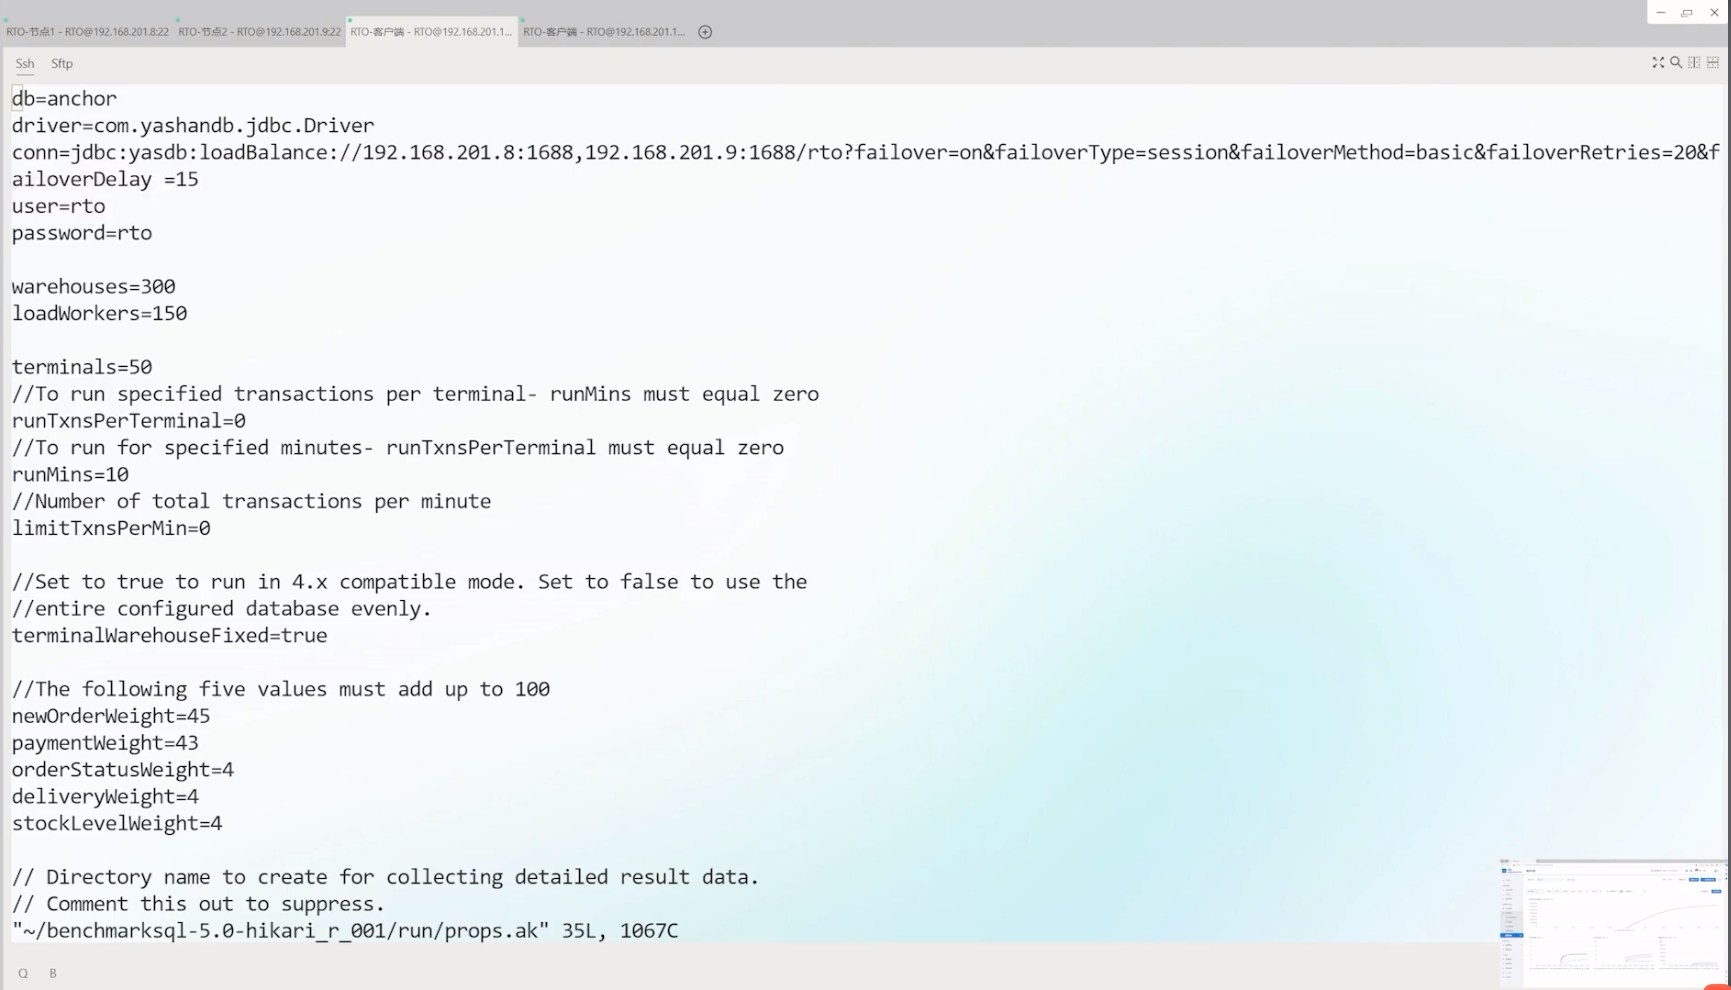 RTO-节点1 - RTO@192.168.201.8:22 RTO-节点2 - RTO@192.168.201.9:22 RTO-客户端 - RTO@192.168.201.1... RTO-客户端 - RTO@192.168.201.1...
Ssh Sftp
db=anchor
driver=com.yashandb.jdbc.Driver
conn=jdbc:yasdb:loadBalance://192.168.201.8:1688,192.168.201.9:1688/rto?failover=on&failoverType=session&failoverMethod=basic&failoverRetries=20&f
ailoverDelay =15
user=rto
password=rto
warehouses=300
loadWorkers=150
terminals=50
//To run specified transactions per terminal- runMins must equal zero
runTxnsPerTerminal=0
//To run for specified minutes- runTxnsPerTerminal must equal zero
runMins=10
//Number of total transactions per minute
limitTxnsPerMin=0
//Set to true to run in 4.x compatible mode. Set to false to use the
//entire configured database evenly.
terminalWarehouseFixed=true
//The following five values must add up to 100
newOrderWeight=45
paymentWeight=43
orderStatusWeight=4
deliveryWeight=4
stockLevelWeight=4
// Directory name to create for collecting detailed result data.
// Comment this out to suppress.
"~/benchmarksql-5.0-hikari_r_001/run/props.ak" 35L, 1067C
Q B